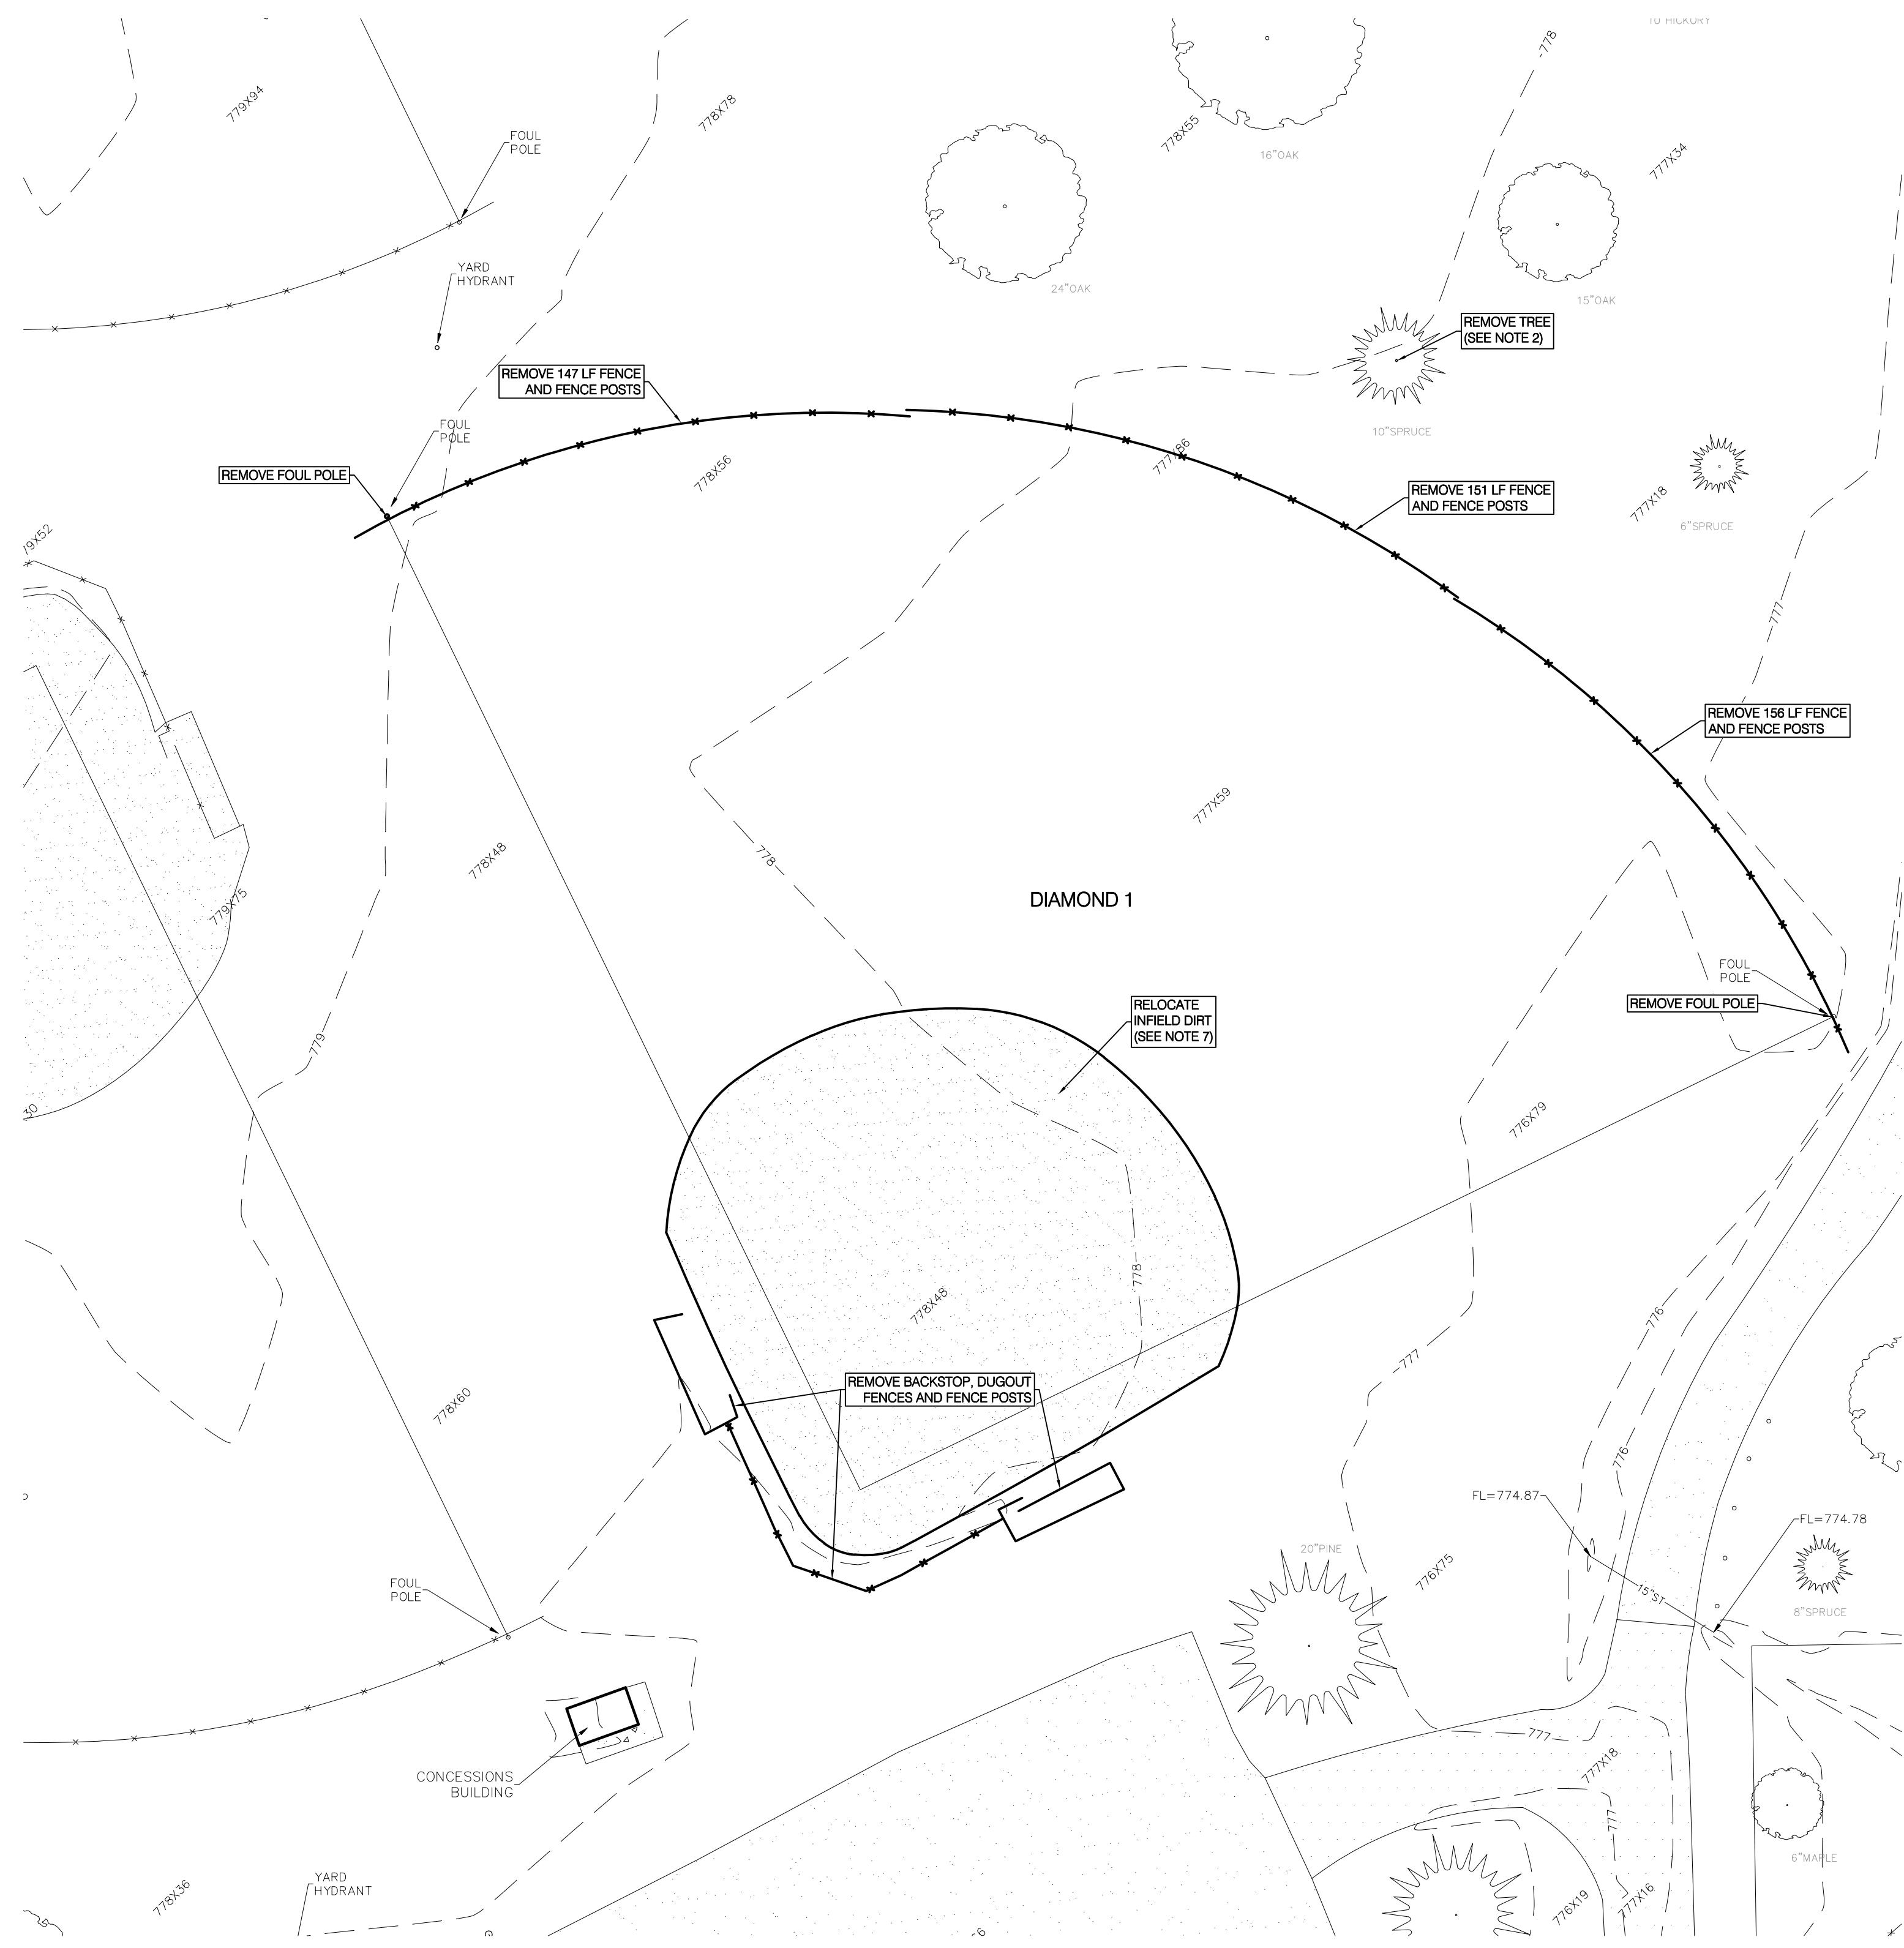 10 HICKORY
778
779X94
778X78
778X55
777X34
FOUL
POLE
16"OAK
YARD
HYDRANT
24"OAK
15"OAK
REMOVE TREE
(SEE NOTE 2)
REMOVE 147 LF FENCE
AND FENCE POSTS
FOUL
POLE
10"SPRUCE
REMOVE FOUL POLE
778X56
777X86
REMOVE 151 LF FENCE
AND FENCE POSTS
777X18
6"SPRUCE
79X52
777
REMOVE 156 LF FENCE
AND FENCE POSTS
777X59
778X48
778
779X75
DIAMOND 1
FOUL
POLE
REMOVE FOUL POLE
RELOCATE
INFIELD DIRT
(SEE NOTE 7)
779
30
776X79
778
778X48
776
777
REMOVE BACKSTOP, DUGOUT
FENCES AND FENCE POSTS
778X60
776
FL=774.87
FL=774.78
20"PINE
776X75
15"ST
FOUL
POLE
8"SPRUCE
777
777X18
CONCESSIONS
BUILDING
777
6"MAPLE
YARD
HYDRANT
778X36
776X19
777X16